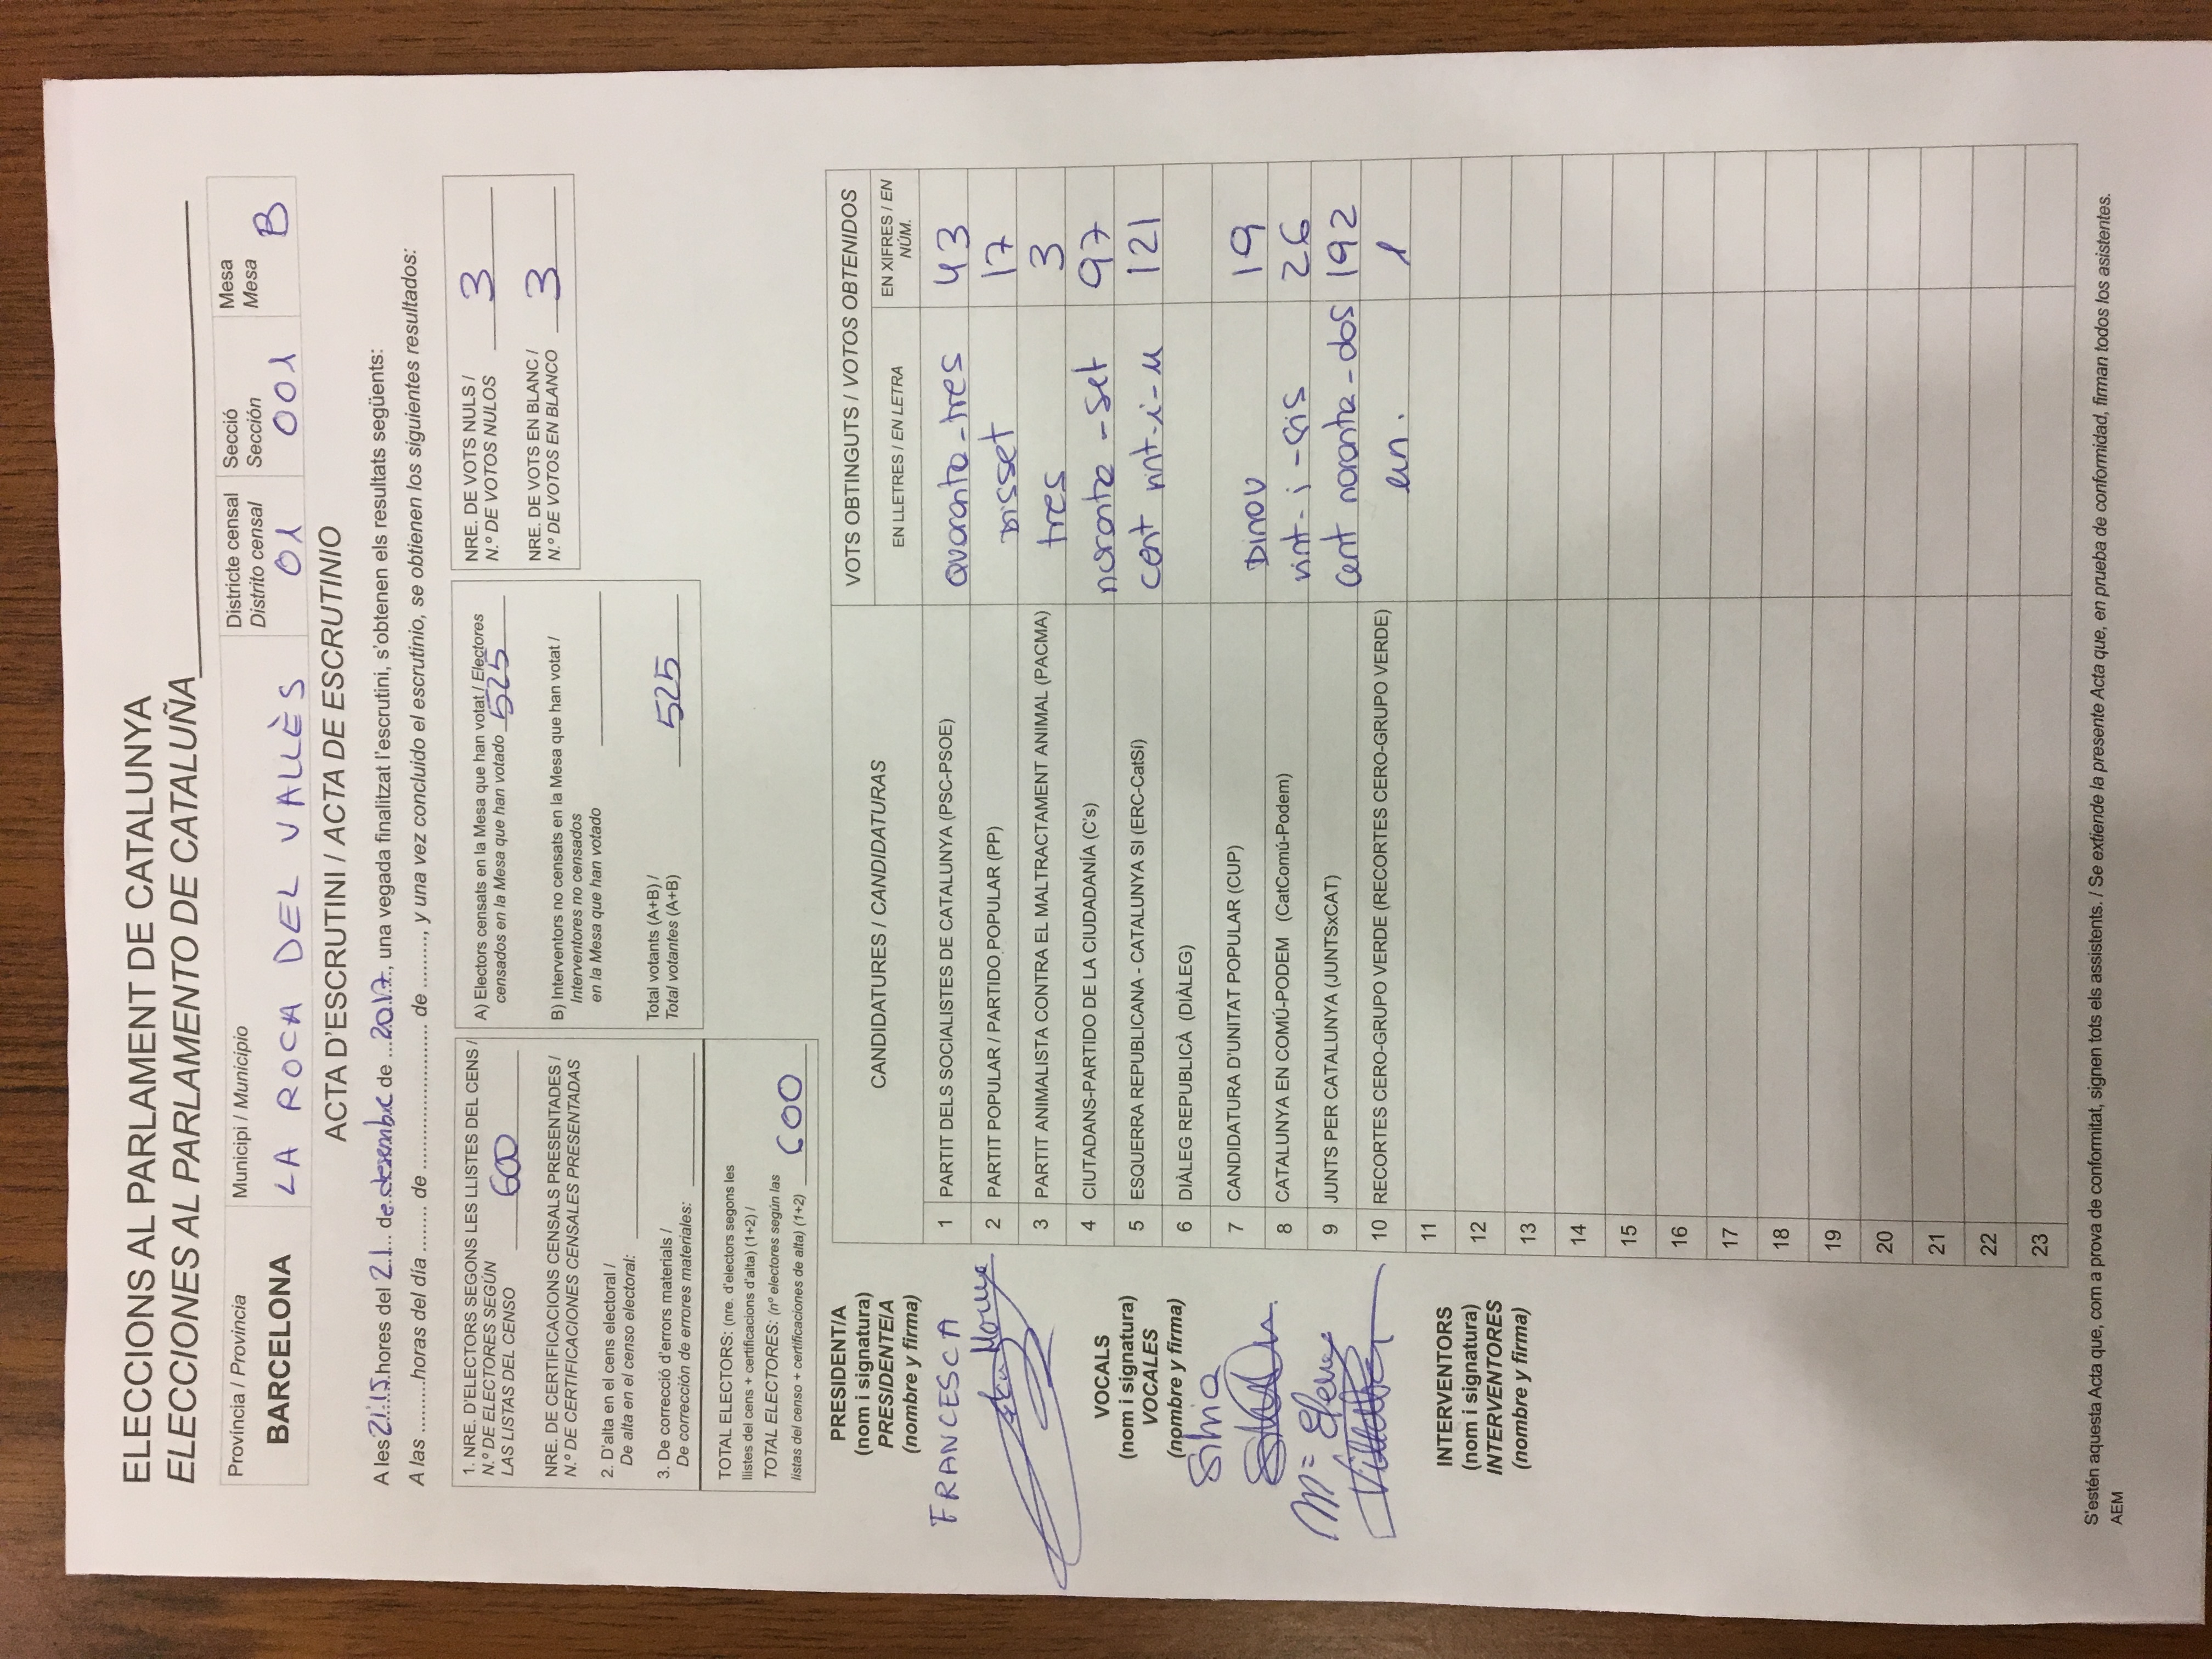 ELECCIONS AL PARLAMENT DE CATALUNYA
ELECCIONES AL PARLAMENTO DE CATALUÑA
Provincia / Provincia
BARCELONA
Municipi / Municipio
LA ROCA DEL VALLÈS
Districte censal
Distrito censal
01
Secció
Sección
001
Mesa
Mesa
B
ACTA D'ESCRUTINI / ACTA DE ESCRUTINIO
A les 21:15 hores del 21 de desembre de 2017, una vegada finalitzat l'escrutini, s'obtenen els resultats següents:
A las ........horas del día ........ de ........................ de ........, y una vez concluido el escrutinio, se obtienen los siguientes resultados:
1. NRE. D'ELECTORS SEGONS LES LLISTES DEL CENS /
N.º DE ELECTORES SEGÚN
LAS LISTAS DEL CENSO 600
NRE. DE CERTIFICACIONS CENSALS PRESENTADES /
N.º DE CERTIFICACIONES CENSALES PRESENTADAS
2. D'alta en el cens electoral /
De alta en el censo electoral:
3. De correcció d'errors materials /
De corrección de errores materiales:
TOTAL ELECTORS: (nre. d'electors segons les
llistes del cens + certificacions d'alta) (1+2) /
TOTAL ELECTORES: (nº electores según las
listas del censo + certificaciones de alta) (1+2) 600
A) Electors censats en la Mesa que han votat / Electores
censados en la Mesa que han votado 525
B) Interventors no censats en la Mesa que han votat /
Interventores no censados
en la Mesa que han votado
Total votants (A+B) /
Total votantes (A+B) 525
NRE. DE VOTS NULS /
N.º DE VOTOS NULOS 3
NRE. DE VOTS EN BLANC /
N.º DE VOTOS EN BLANCO 3
PRESIDENT/A
(nom i signatura)
PRESIDENTE/A
(nombre y firma)
FRANCESCA
VOCALS
(nom i signatura)
VOCALES
(nombre y firma)
Silvia
Mª Elena
INTERVENTORS
(nom i signatura)
INTERVENTORES
(nombre y firma)
CANDIDATURES / CANDIDATURAS
VOTS OBTINGUTS / VOTOS OBTENIDOS
EN LLETRES / EN LETRA
EN XIFRES / EN
NÚM.
1 PARTIT DELS SOCIALISTES DE CATALUNYA (PSC-PSOE) quaranta-tres 43
2 PARTIT POPULAR / PARTIDO POPULAR (PP) Disset 17
3 PARTIT ANIMALISTA CONTRA EL MALTRACTAMENT ANIMAL (PACMA) tres 3
4 CIUTADANS-PARTIDO DE LA CIUDADANÍA (C's) noranta-set 97
5 ESQUERRA REPUBLICANA - CATALUNYA SI (ERC-CatSí) cent vint-i-u 121
6 DIÀLEG REPUBLICÀ (DIÀLEG)
7 CANDIDATURA D'UNITAT POPULAR (CUP) Dinou 19
8 CATALUNYA EN COMÚ-PODEM (CatComú-Podem) vint-i-sis 26
9 JUNTS PER CATALUNYA (JUNTSxCAT) cent noranta-dos 192
10 RECORTES CERO-GRUPO VERDE (RECORTES CERO-GRUPO VERDE) un. 1
11
12
13
14
15
16
17
18
19
20
21
22
23
S'estén aquesta Acta que, com a prova de conformitat, signen tots els assistents. / Se extiende la presente Acta que, en prueba de conformidad, firman todos los asistentes.
AEM